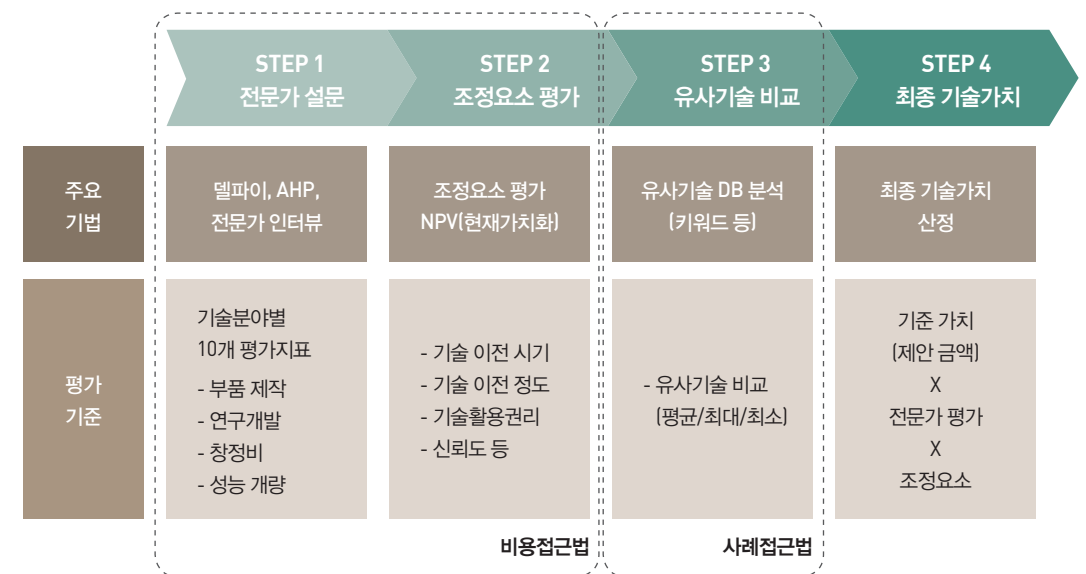 STEP 1
전문가 설문
STEP 2
조정요소 평가
STEP 3
유사기술 비교
STEP 4
최종 기술가치
주요
기법
델파이, AHP,
전문가 인터뷰
조정요소 평가
NPV(현재가치화)
유사기술 DB 분석
(키워드 등)
최종 기술가치
산정
평가
기준
기술분야별
10개 평가지표
- 부품 제작
- 연구개발
- 창정비
- 성능 개량
- 기술 이전 시기
- 기술 이전 정도
- 기술활용권리
- 신뢰도 등
- 유사기술 비교
(평균/최대/최소)
기준 가치
(제안 금액)
X
전문가 평가
X
조정요소
비용접근법
사례접근법